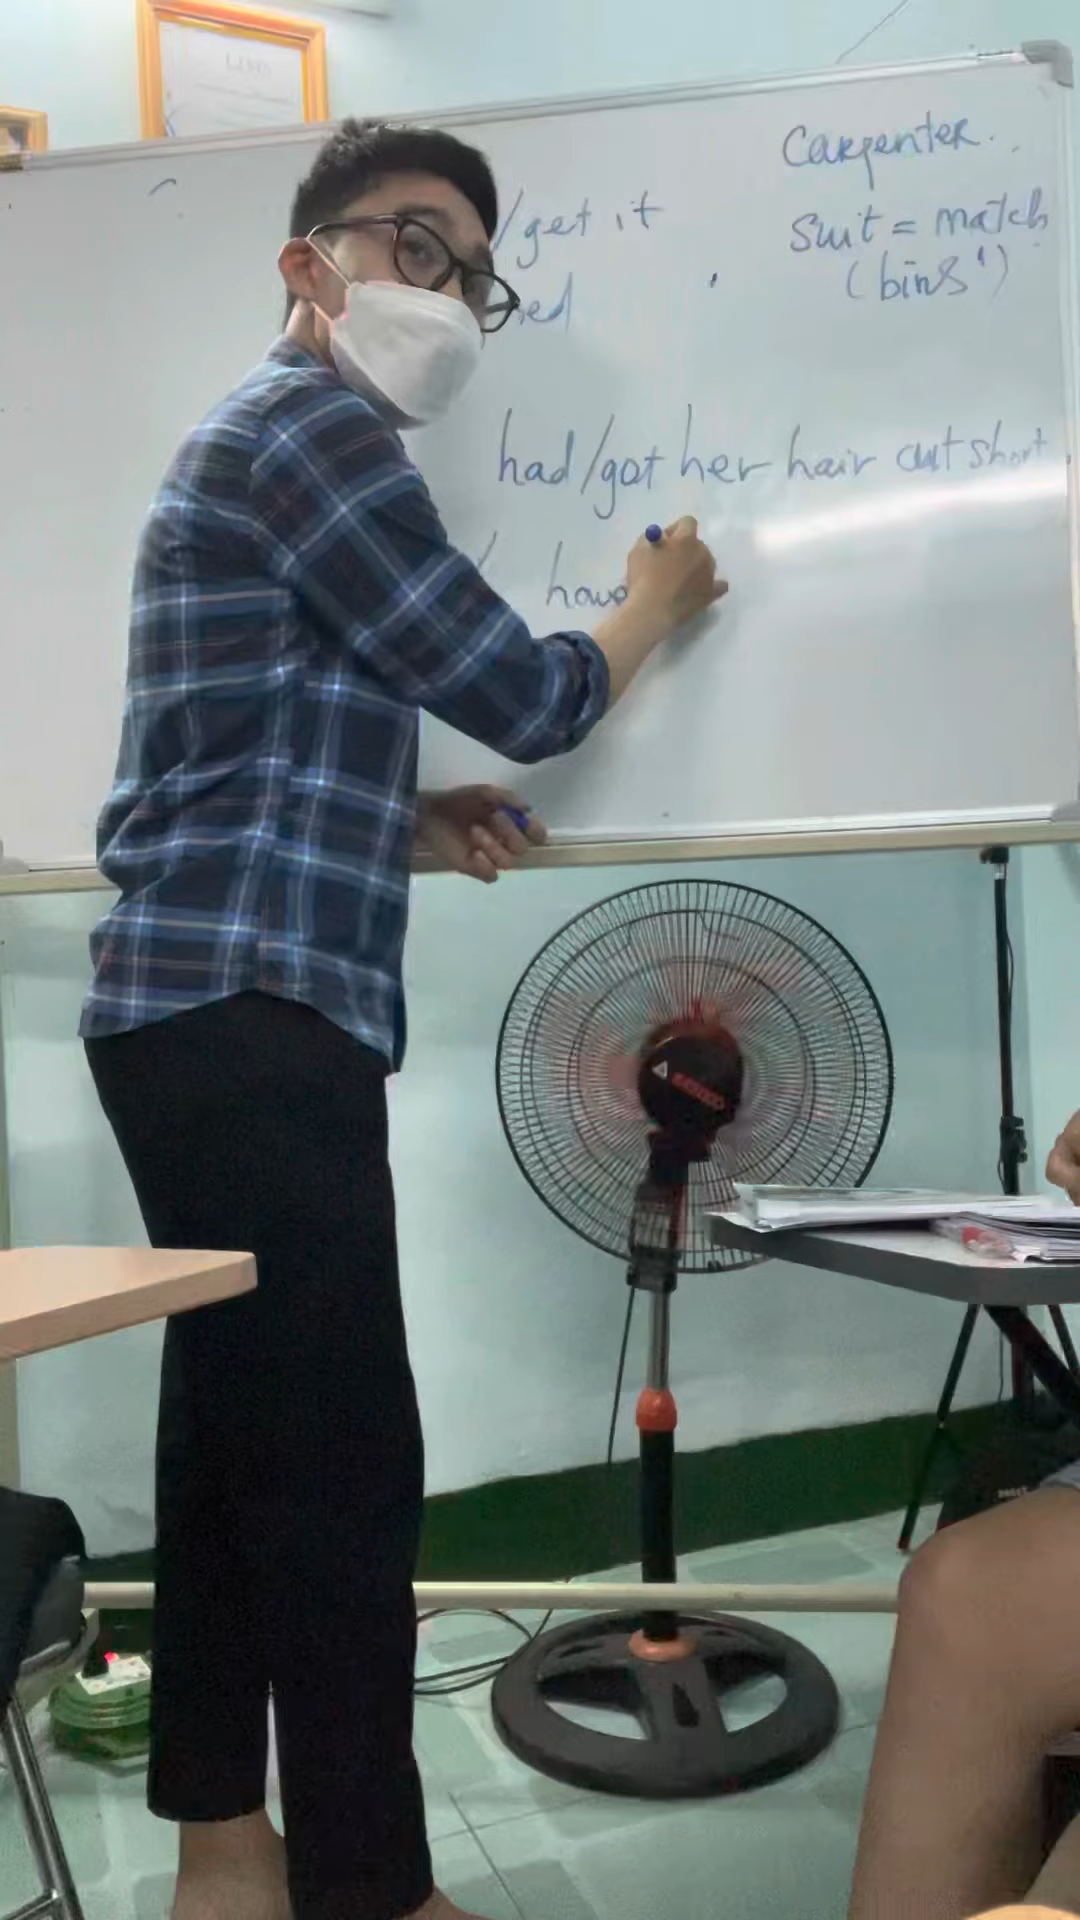 Carpenter.
/get it
suit = match
(bins')
ed
had/got her hair cut short
/ have